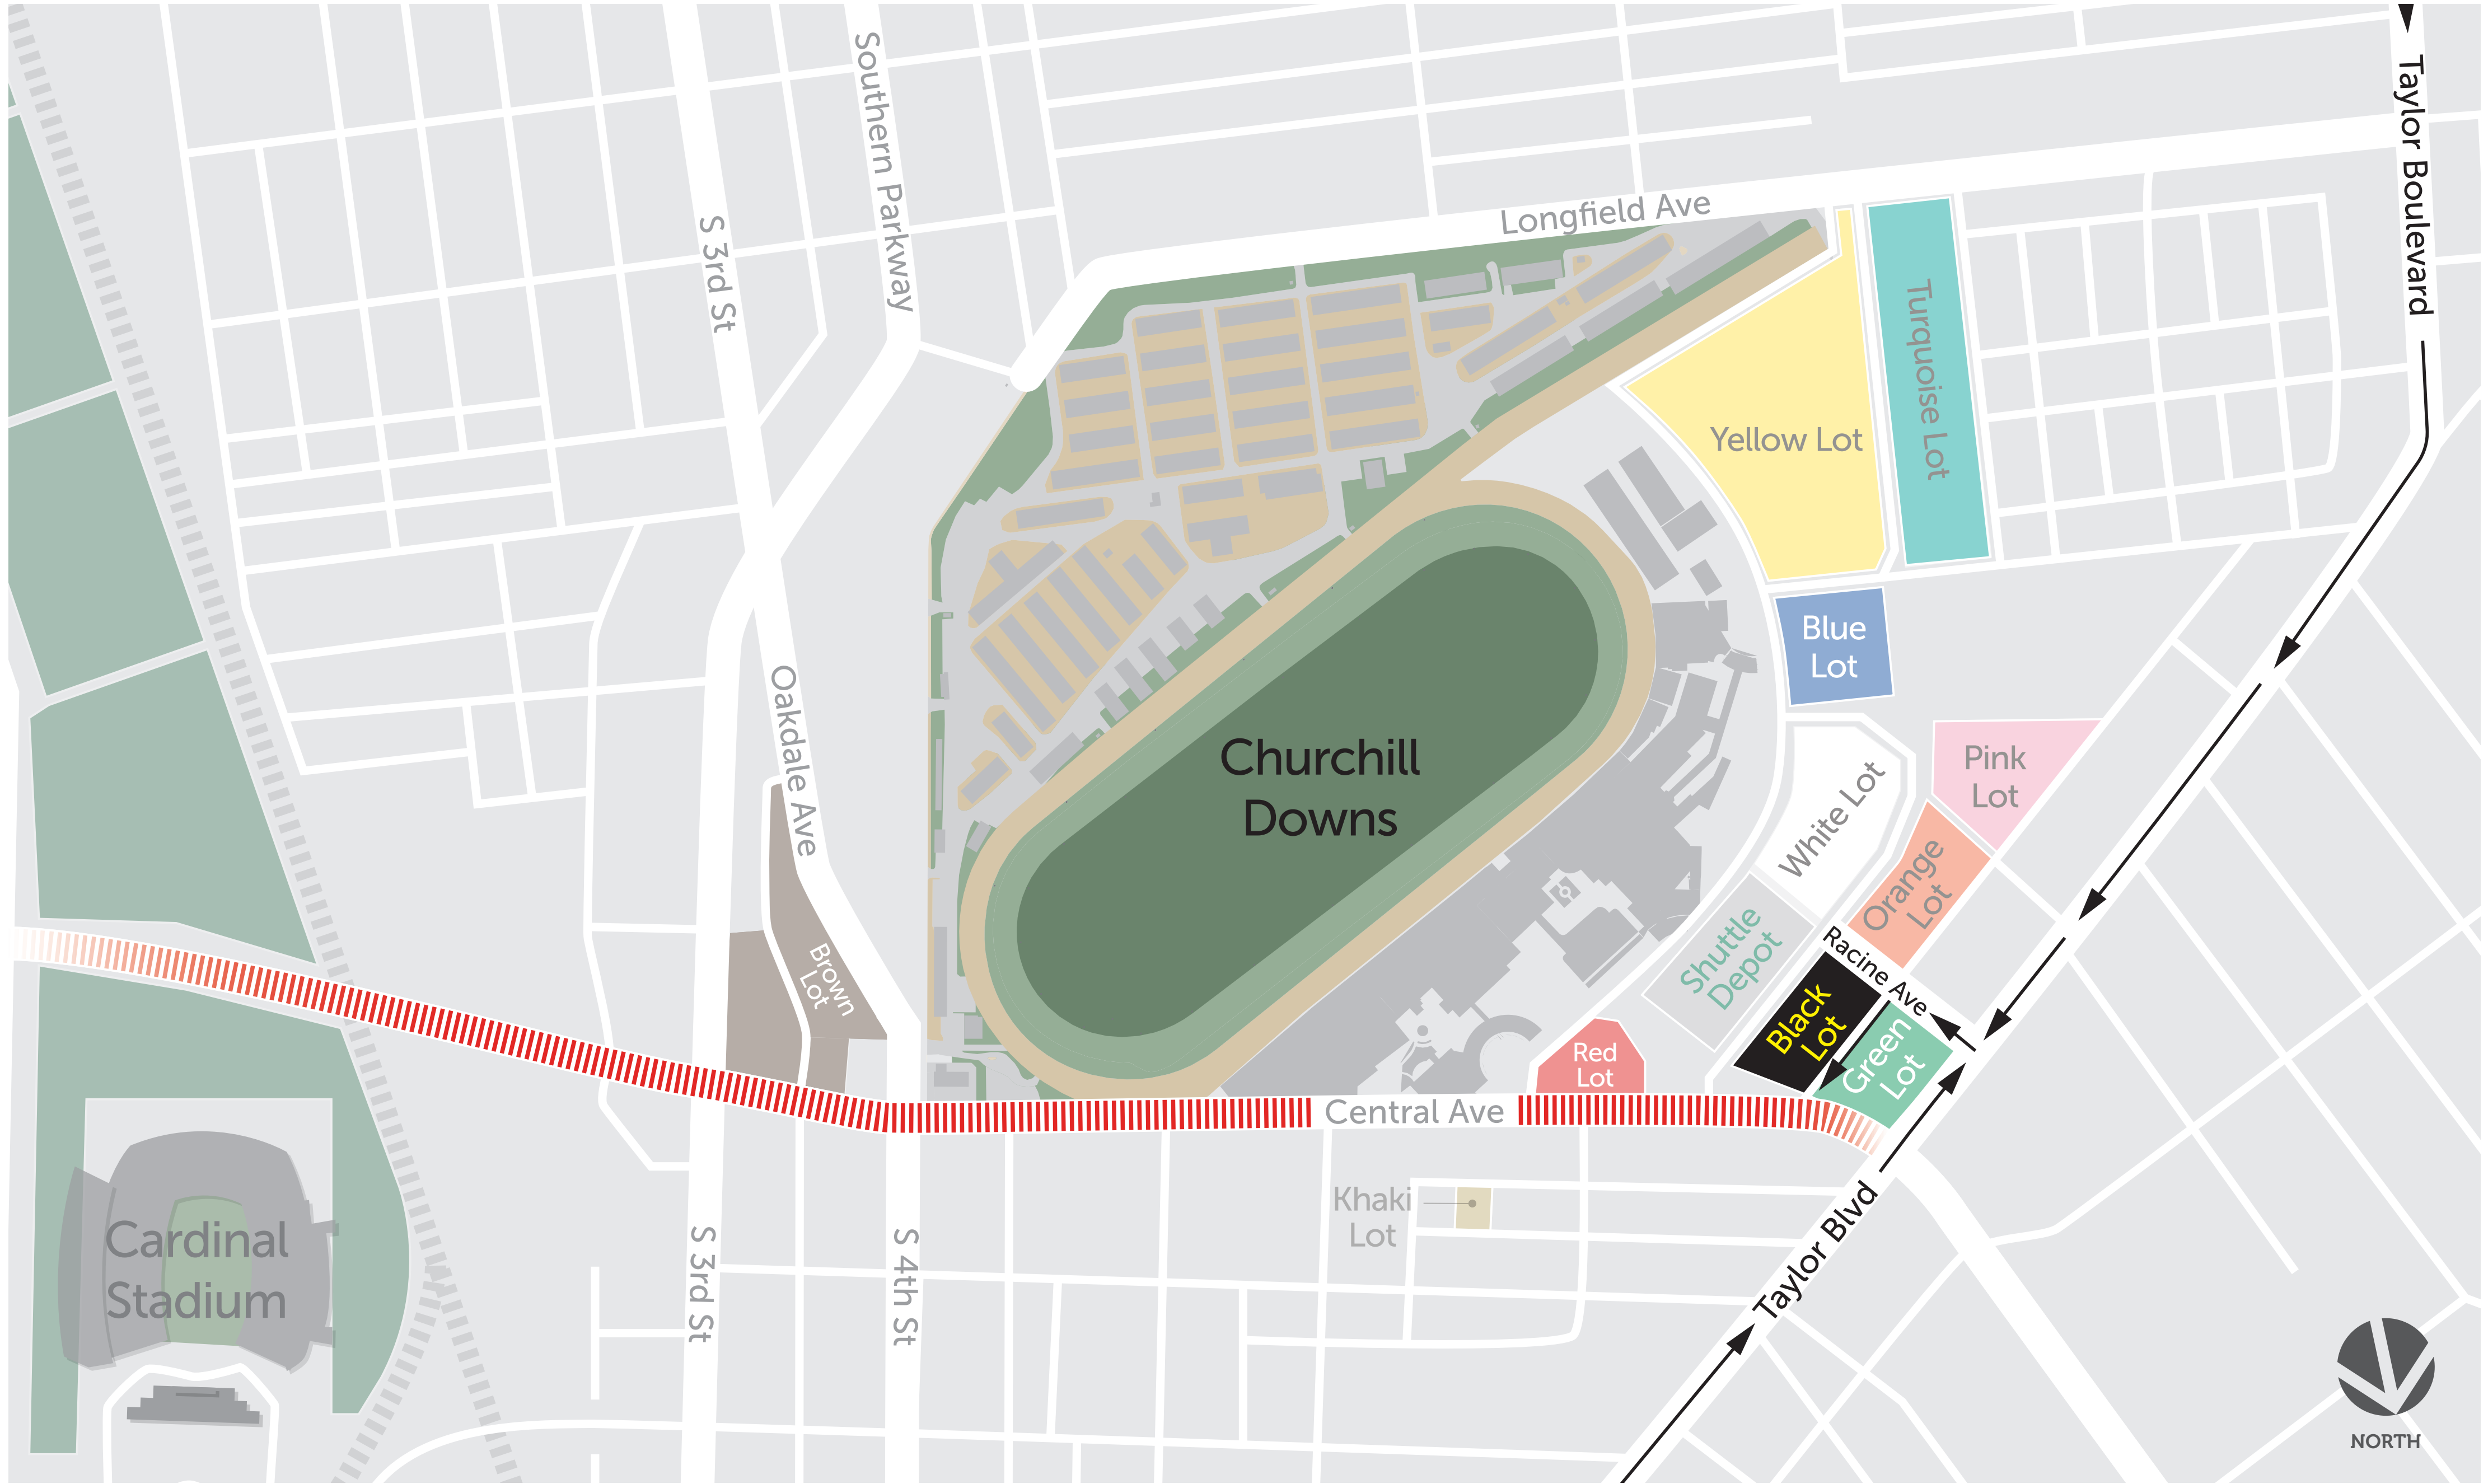 Taylor Boulevard
Southern Parkway
S 3rd St
Longfield Ave
Turquoise Lot
Yellow Lot
Blue
Lot
Oakdale Ave
Churchill
Downs
Pink
Lot
White Lot
Orange
Lot
Shuttle
Depot
Racine Ave
Brown
Lot
Black
Lot
Green
Lot
Red
Lot
Central Ave
Khaki
Lot
Cardinal
Stadium
S 3rd St
S 4th St
Taylor Blvd
NORTH